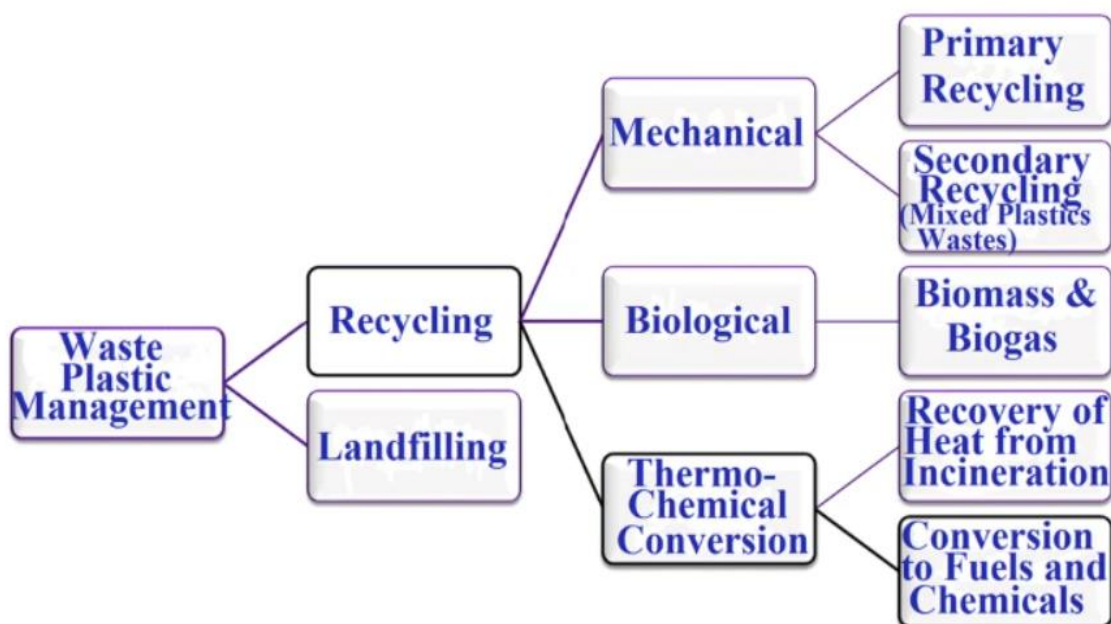 Waste
Plastic
Management
Recycling
Landfilling
Mechanical
Biological
Thermo-
Chemical
Conversion
Primary
Recycling
Secondary
Recycling
(Mixed Plastics
Wastes)
Biomass &
Biogas
Recovery of
Heat from
Incineration
Conversion
to Fuels and
Chemicals